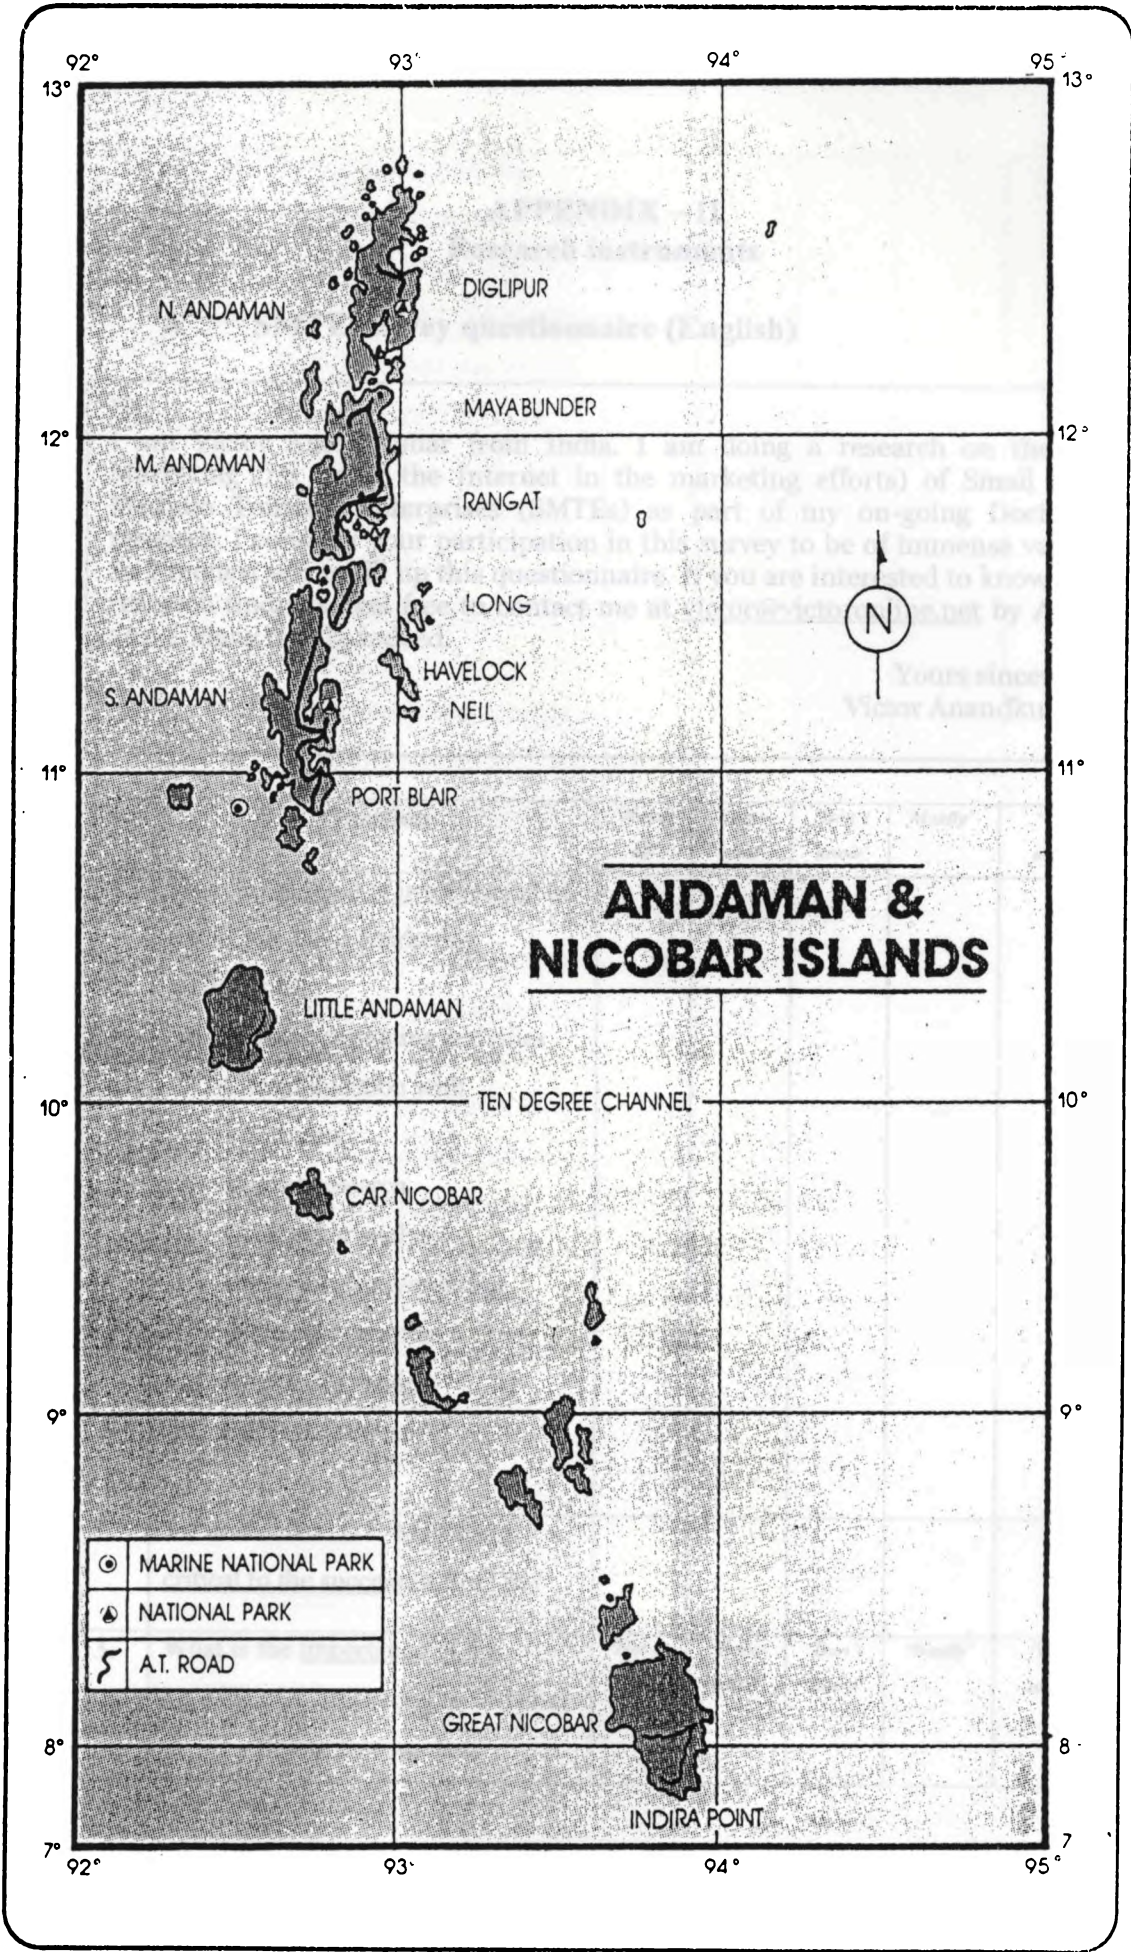 92° 93° 94° 95°
13° 13°
DIGLIPUR
N. ANDAMAN
MAYABUNDER
12° 12°
M. ANDAMAN
RANGAT
LONG
N
HAVELOCK
S. ANDAMAN
NEIL
11° 11°
PORT BLAIR
ANDAMAN &
NICOBAR ISLANDS
LITTLE ANDAMAN
10° TEN DEGREE CHANNEL 10°
CAR NICOBAR
9° 9°
MARINE NATIONAL PARK
NATIONAL PARK
A.T. ROAD
GREAT NICOBAR
8° 8
INDIRA POINT
7° 7°
92° 93 94° 95